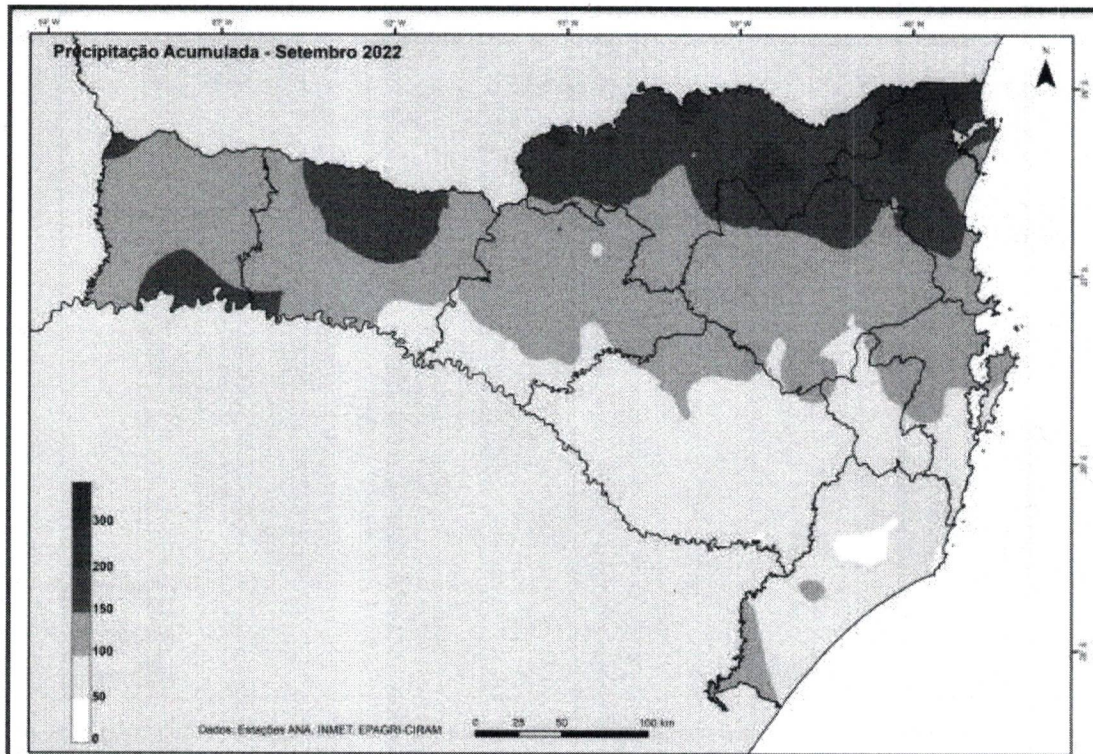 Precipitação Acumulada - Setembro 2022
N
300
200
150
100
50
0
Dados: Estações ANA, INMET, EPAGRI-CIRAM
0 25 50 100 km